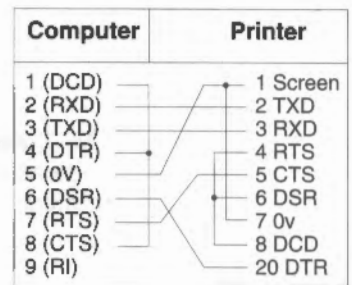 Computer Printer
1 (DCD) 1 Screen
2 (RXD) 2 TXD
3 (TXD) 3 RXD
4 (DTR) 4 RTS
5 (0V) 5 CTS
6 (DSR) 6 DSR
7 (RTS) 7 0v
8 (CTS) 8 DCD
9 (RI) 20 DTR